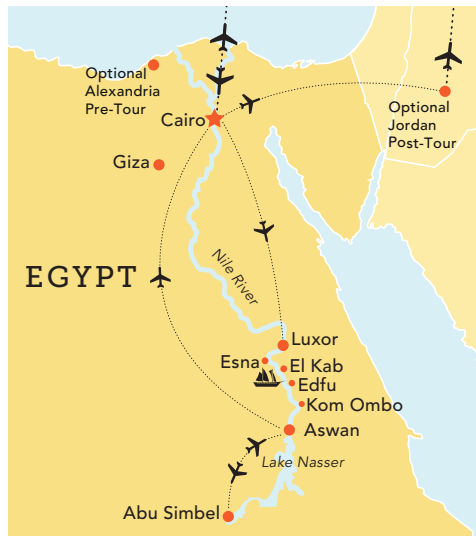 Optional
Alexandria
Pre-Tour
Cairo
Optional
Jordan
Post-Tour
Giza
EGYPT
Nile River
Luxor
Esna
El Kab
Edfu
Kom Ombo
Aswan
Lake Nasser
Abu Simbel